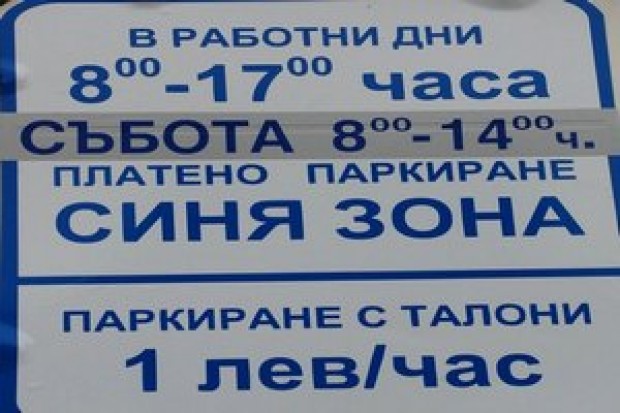 В РАБОТНИ ДНИ
8⁰⁰-17⁰⁰ часа
СЪБОТА 8⁰⁰-14⁰⁰ч.
ПЛАТЕНО ПАРКИРАНЕ
СИНЯ ЗОНА
ПАРКИРАНЕ С ТАЛОНИ
1 лев/час